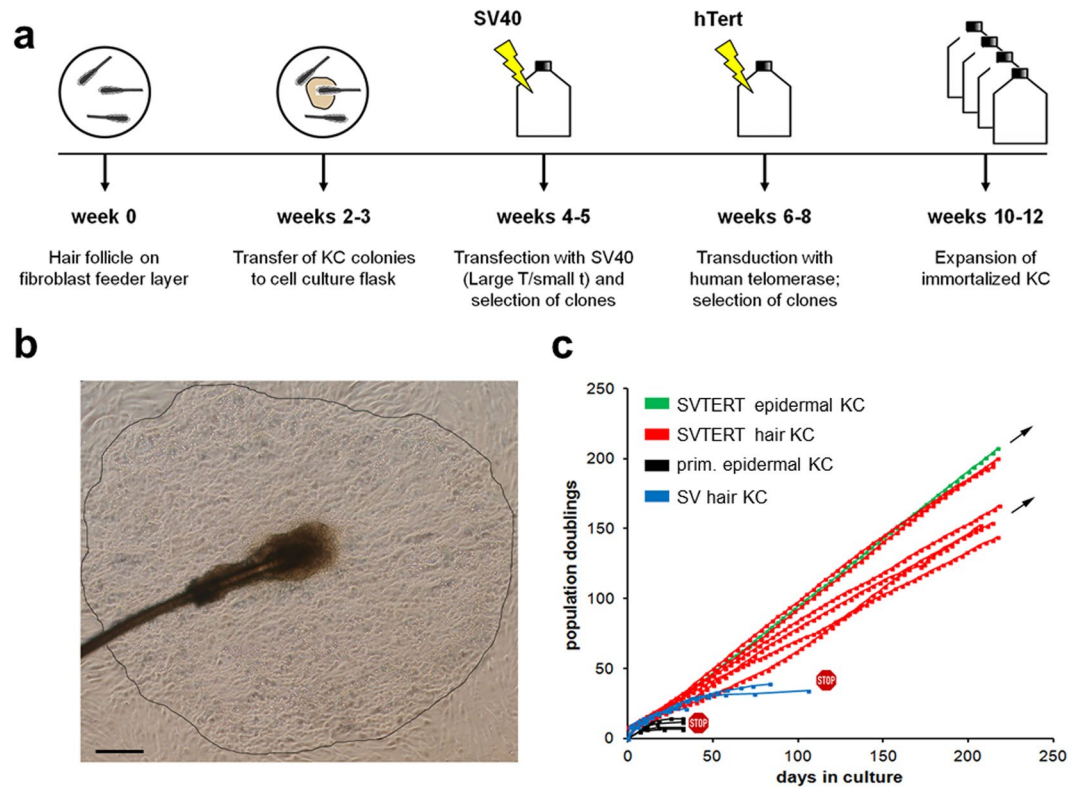 a
SV40
hTert
week 0
weeks 2-3
weeks 4-5
weeks 6-8
weeks 10-12
Hair follicle on
fibroblast feeder layer
Transfer of KC colonies
to cell culture flask
Transfection with SV40
(Large T/small t) and
selection of clones
Transduction with
human telomerase;
selection of clones
Expansion of
immortalized KC
b
c
population doublings
250
200
150
100
50
0
SVTERT epidermal KC
SVTERT hair KC
prim. epidermal KC
SV hair KC
STOP
STOP
0
50
100
150
200
250
days in culture